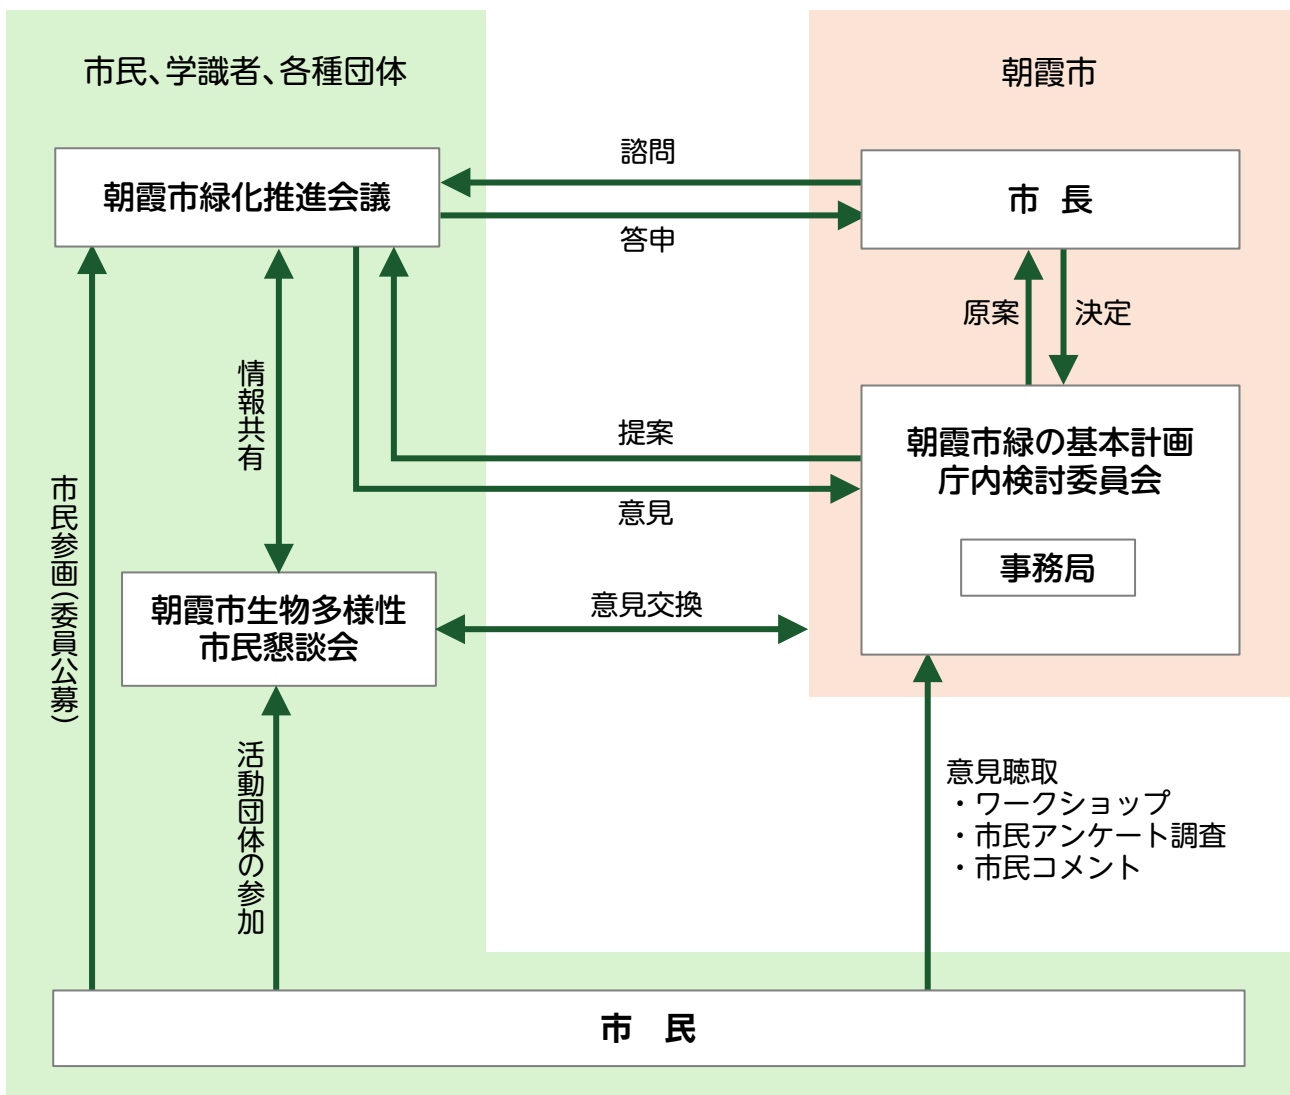 市民、学識者、各種団体
朝霞市
朝霞市緑化推進会議
諮問
答申
市 長
原案
決定
情報共有
提案
意見
朝霞市緑の基本計画
庁内検討委員会
事務局
市民参画（委員公募）
朝霞市生物多様性
市民懇談会
意見交換
活動団体の参加
意見聴取
・ワークショップ
・市民アンケート調査
・市民コメント
市 民